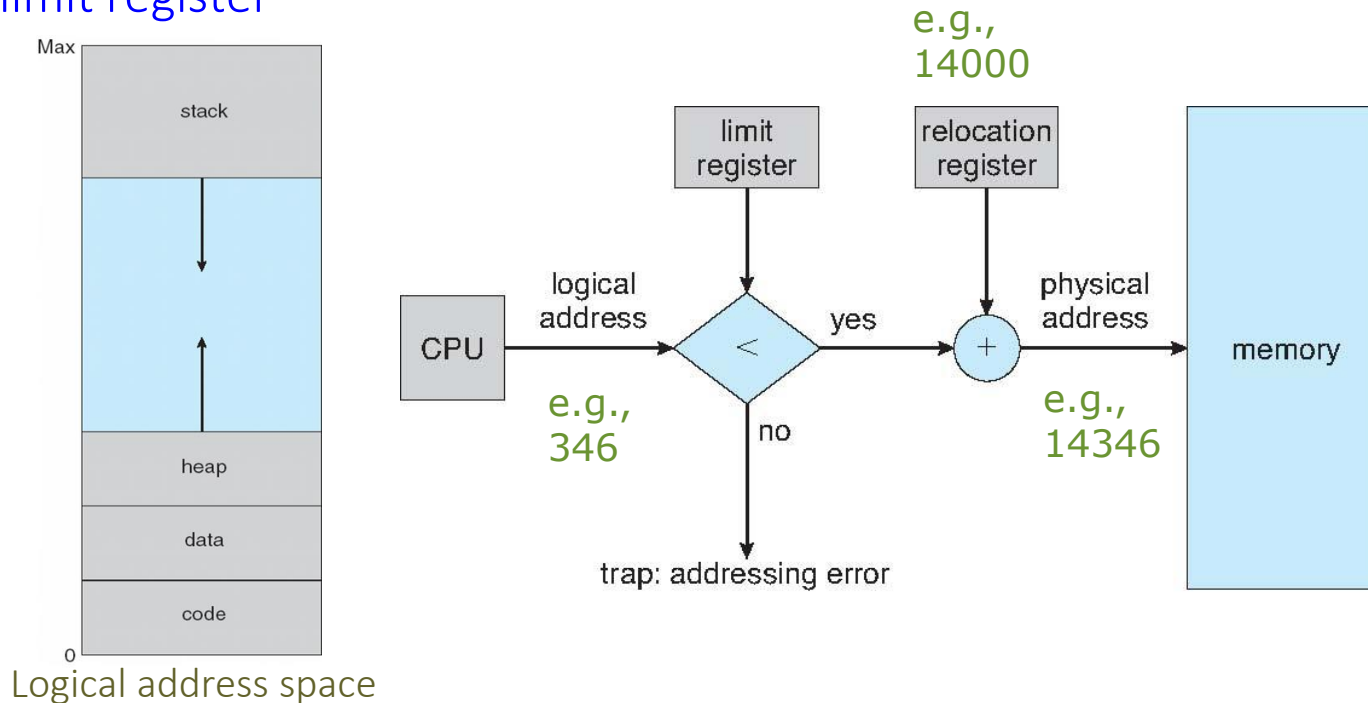 limit register
Max
stack
heap
data
code
0
Logical address space
e.g.,
14000
limit
register
relocation
register
logical
address
yes
physical
address
CPU
<
+
memory
e.g.,
346
no
e.g.,
14346
trap: addressing error